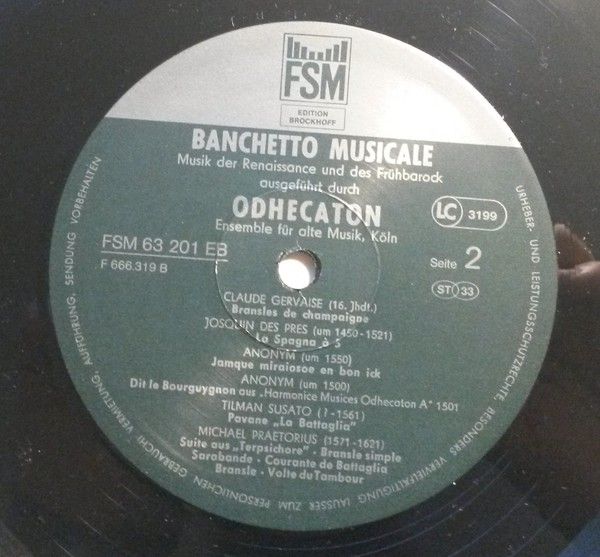 FSM
EDITION
BROCKHOFF
BANCHETTO MUSICALE
Musik der Renaissance und des Frühbarock
ausgeführt durch
ODHECATON
Ensemble für alte Musik, Köln
LC 3199
FSM 63 201 EB
F 666.319 B
Seite 2
ST 33
CLAUDE GERVAISE (16. Jhdt.)
Bransles de champaigne
JOSQUIN DES PRES (um 1450-1521)
La Spagna à 5
ANONYM (um 1550)
Jamque miraiosoe en bon ick
ANONYM (um 1500)
Dit le Bourguygnon aus „Harmonice Musices Odhecaton A" 1501
TILMAN SUSATO (?-1561)
Pavane „La Battaglia"
MICHAEL PRAETORIUS (1571-1621)
Suite aus „Terpsichore" - Bransle simple
Sarabande - Courante de Battaglia
Bransle - Volte du Tambour
URHEBER- UND LEISTUNGSSCHUTZRECHTE, BESONDERS VERVIELFÄLTIGUNG (AUSSER ZUM PERSÖNLICHEN GEBRAUCH) VERMIETUNG, AUFFÜHRUNG, SENDUNG VORBEHALTEN